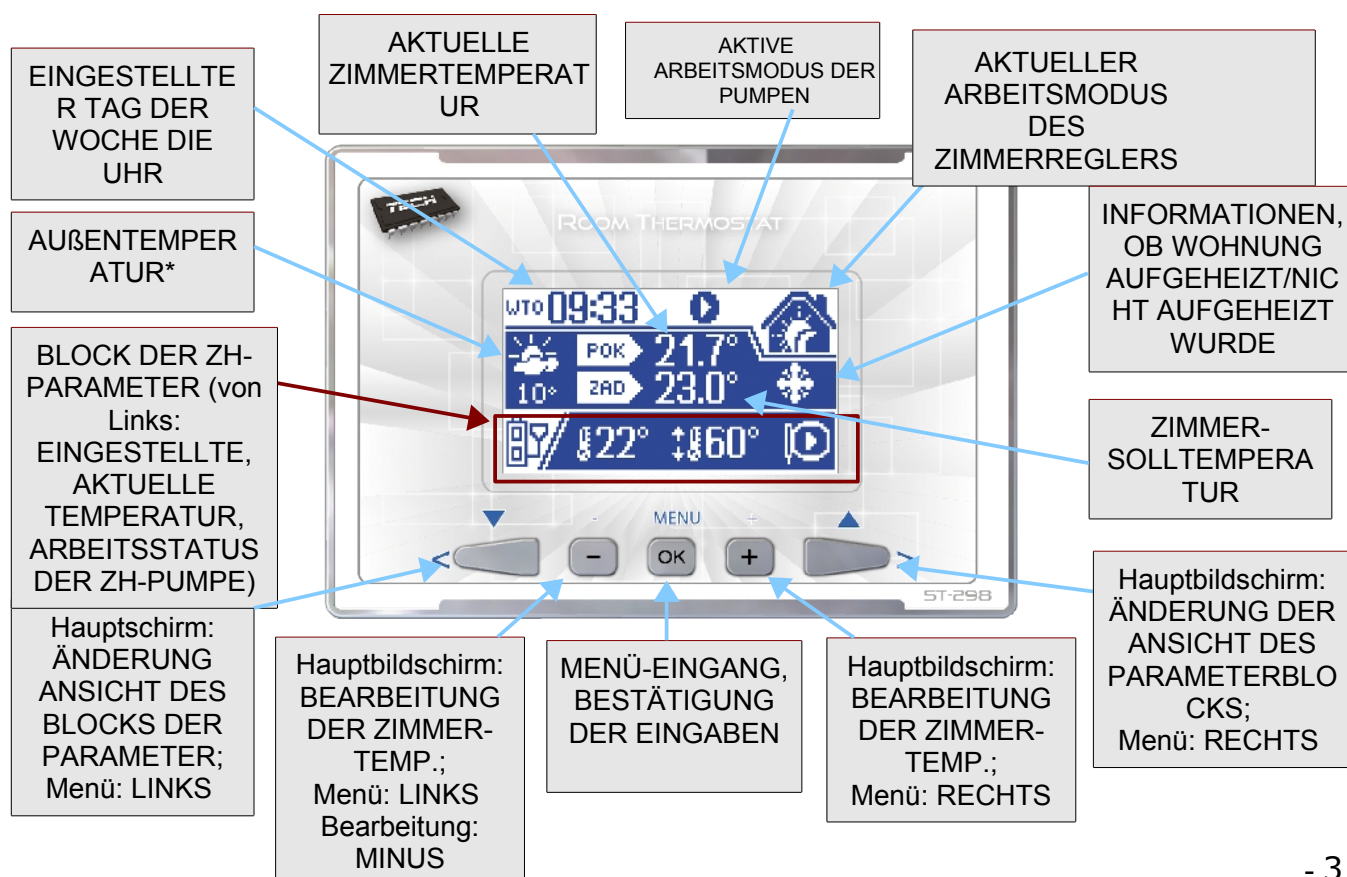 EINGESTELLTE
R TAG DER
WOCHE DIE
UHR
AKTUELLE
ZIMMERTEMPERAT
UR
AKTIVE
ARBEITSMODUS DER
PUMPEN
AKTUELLER
ARBEITSMODUS
DES
ZIMMERREGLERS
AUßENTEMPER
ATUR*
INFORMATIONEN,
OB WOHNUNG
AUFGEHEIZT/NIC
HT AUFGEHEIZT
WURDE
BLOCK DER ZH-
PARAMETER (von
Links:
EINGESTELLTE,
AKTUELLE
TEMPERATUR,
ARBEITSSTATUS
DER ZH-PUMPE)
ZIMMER-
SOLLTEMPERA
TUR
TECH
ROOM THERMOSTAT
WTO 09:33
POK 21.7°
10° ZAD 23.0°
22° 60°
- MENU +
< - OK + >
ST-298
Hauptschirm:
ÄNDERUNG
ANSICHT DES
BLOCKS DER
PARAMETER;
Menü: LINKS
Hauptbildschirm:
BEARBEITUNG
DER ZIMMER-
TEMP.;
Menü: LINKS
Bearbeitung:
MINUS
MENÜ-EINGANG,
BESTÄTIGUNG
DER EINGABEN
Hauptbildschirm:
BEARBEITUNG
DER ZIMMER-
TEMP.;
Menü: RECHTS
Hauptbildschirm:
ÄNDERUNG DER
ANSICHT DES
PARAMETERBLO
CKS;
Menü: RECHTS
- 3